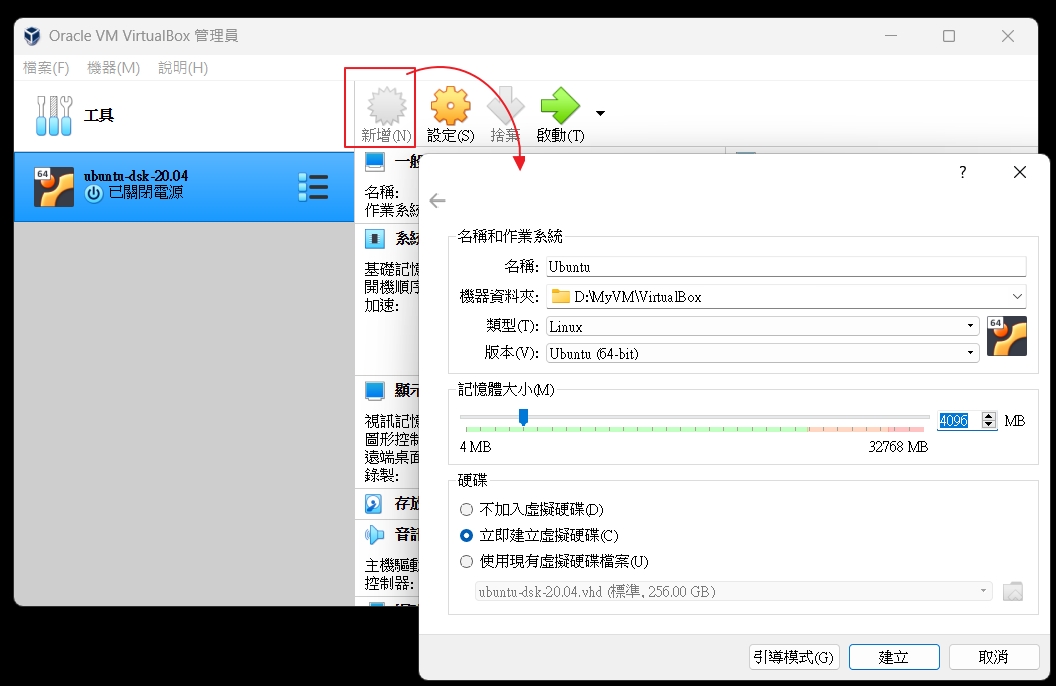 Oracle VM VirtualBox 管理員
檔案(F) 機器(M) 說明(H)
工具
新增(N) 設定(S) 捨棄 啟動(T)
64
ubuntu-dsk-20.04
已關閉電源
一般
名稱:
作業系統
系統
基礎記憶
開機順序
加速:
顯示
視訊記憶
圖形控制
遠端桌面
錄製:
存放
音訊
主機驅動
控制器:
?
名稱和作業系統
名稱: Ubuntu
機器資料夾: D:\MyVM\VirtualBox
類型(T): Linux
64
版本(V): Ubuntu (64-bit)
記憶體大小(M)
4096 MB
4 MB 32768 MB
硬碟
不加入虛擬硬碟(D)
立即建立虛擬硬碟(C)
使用現有虛擬硬碟檔案(U)
ubuntu-dsk-20.04.vhd (標準, 256.00 GB)
引導模式(G) 建立 取消